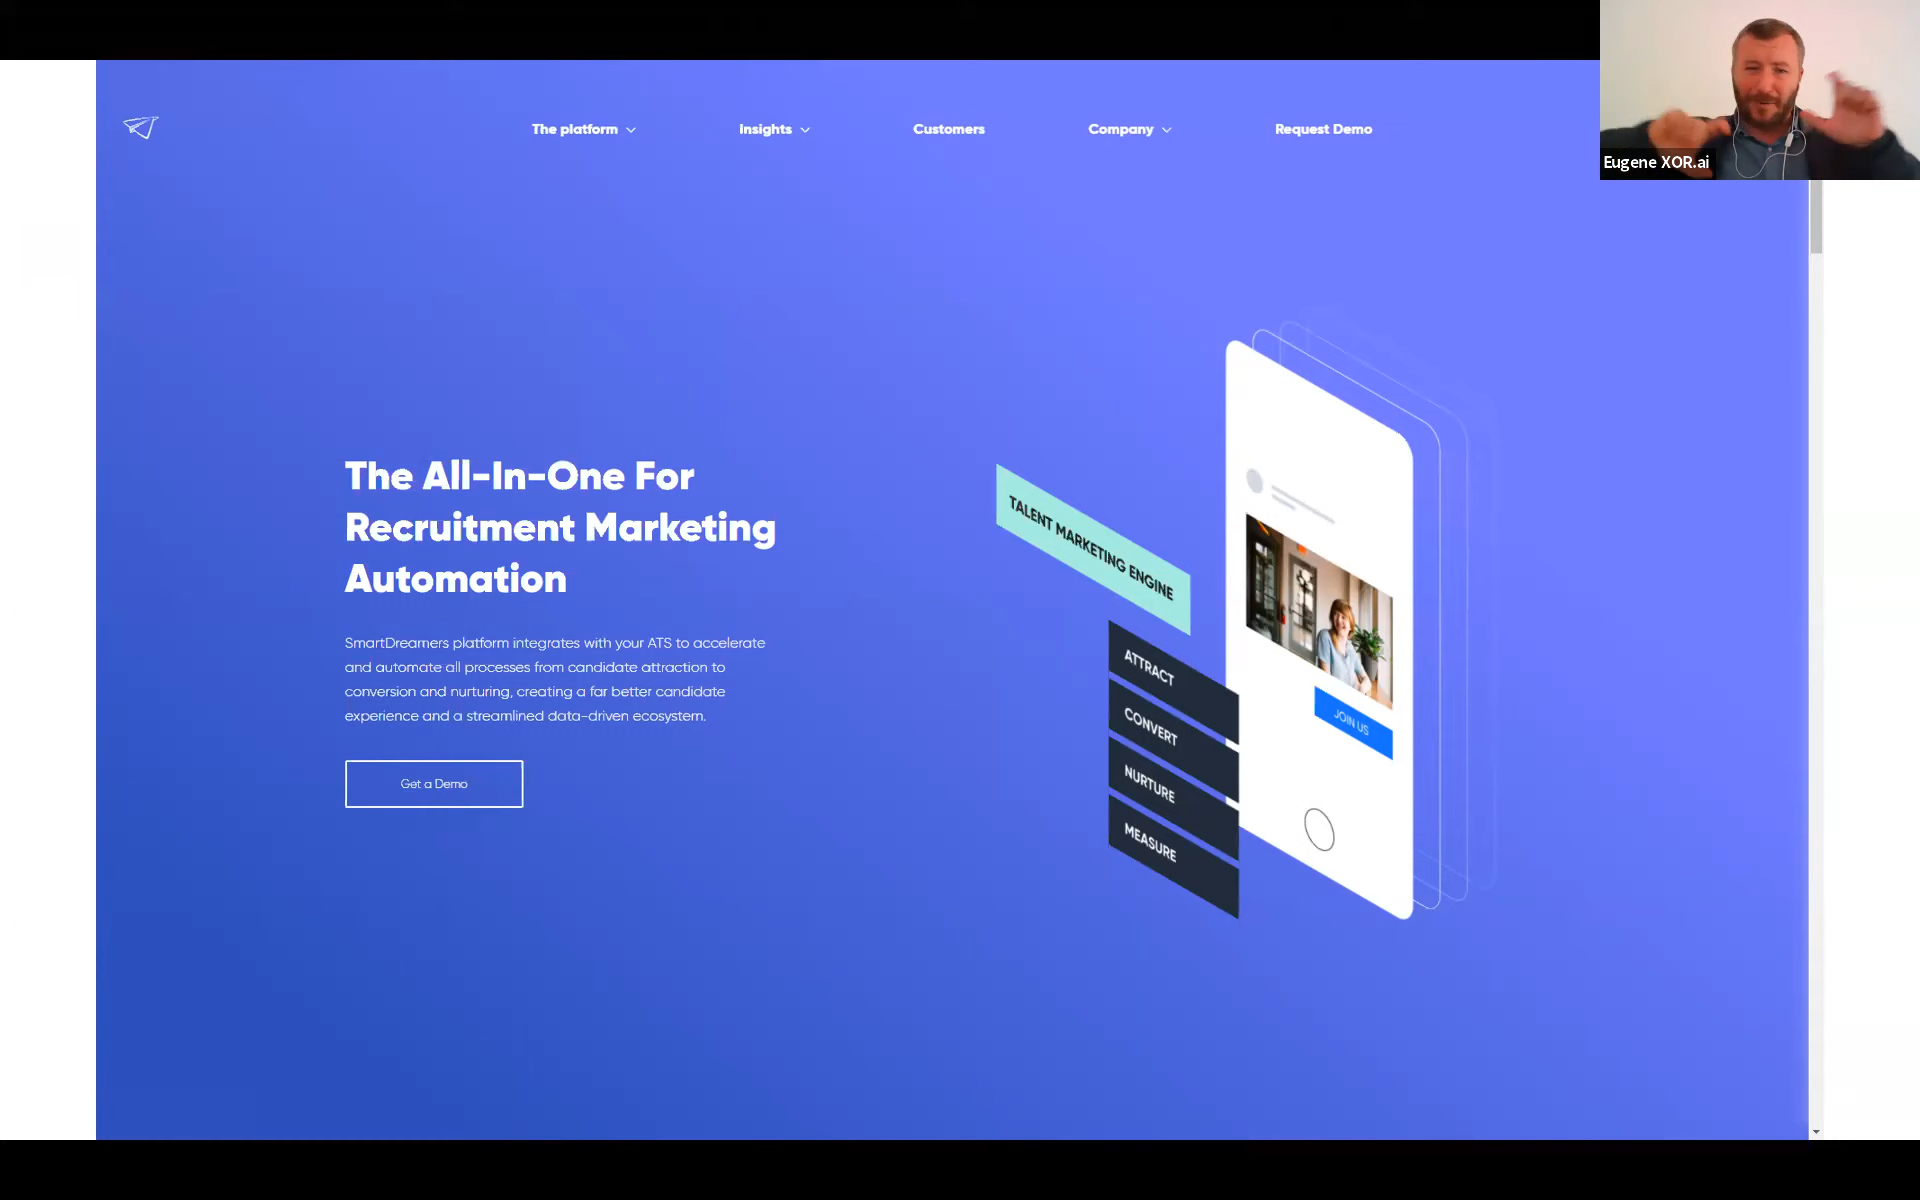 The platform
Insights
Customers
Company
Request Demo
Eugene XOR.ai
The All-In-One For
Recruitment Marketing
Automation
SmartDreamers platform integrates with your ATS to accelerate
and automate all processes from candidate attraction to
conversion and nurturing, creating a far better candidate
experience and a streamlined data-driven ecosystem.
Get a Demo
TALENT MARKETING ENGINE
ATTRACT
CONVERT
NURTURE
MEASURE
JOIN US